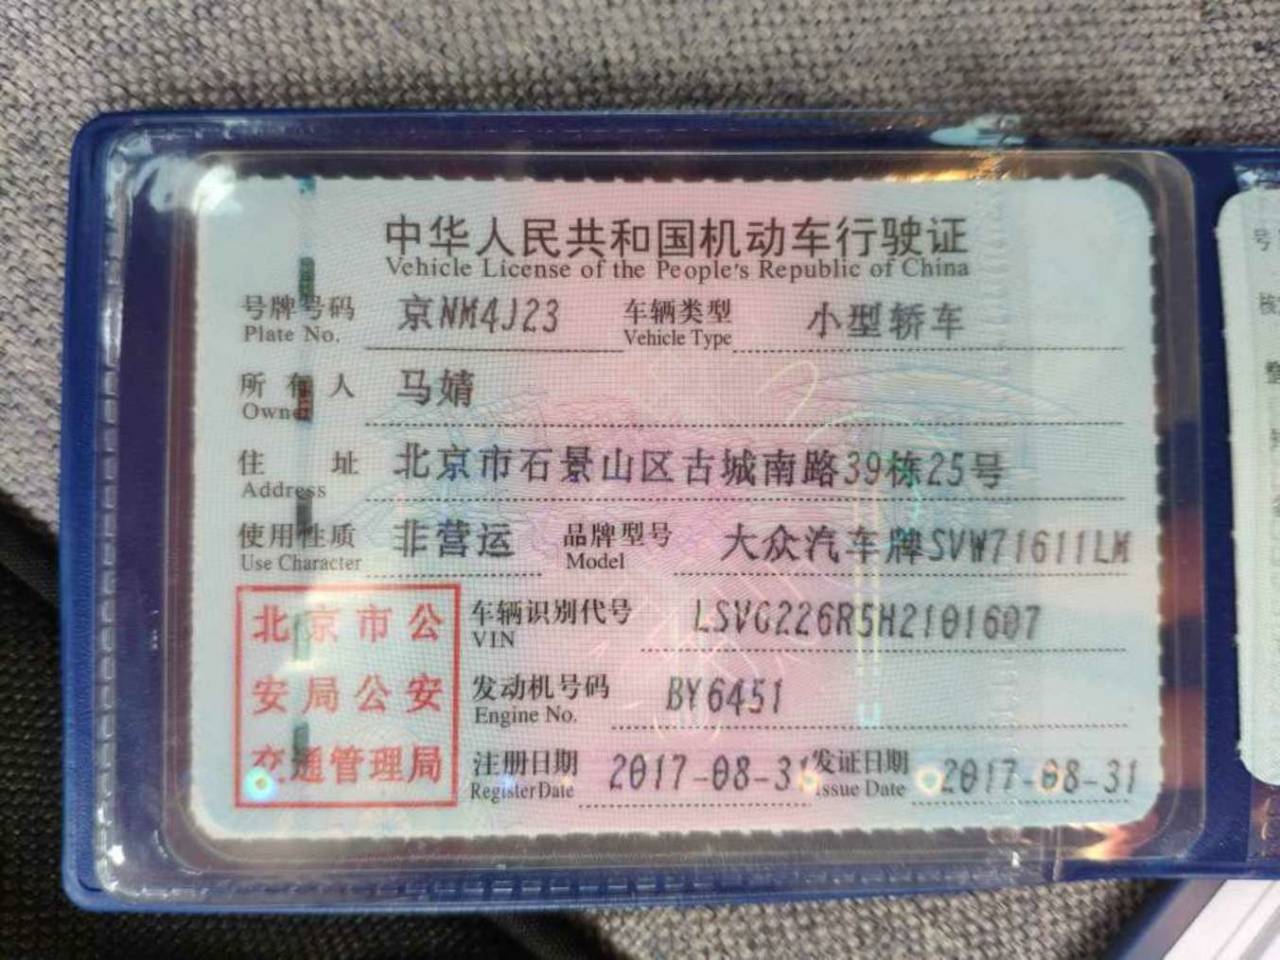 中华人民共和国机动车行驶证
Vehicle License of the People's Republic of China
号牌号码 京NM4J23 车辆类型 小型轿车
Plate No. Vehicle Type
所有人 马婧
Owner
住址 北京市石景山区古城南路39栋25号
Address
使用性质 非营运 品牌型号 大众汽车牌SVW71611LM
Use Character Model
车辆识别代号 LSVG226R5H2101607
VIN
发动机号码 BY6451
Engine No.
注册日期 2017-08-31 发证日期 2017-08-31
Register Date Issue Date
北京市公
安局公安
交通管理局
号
核